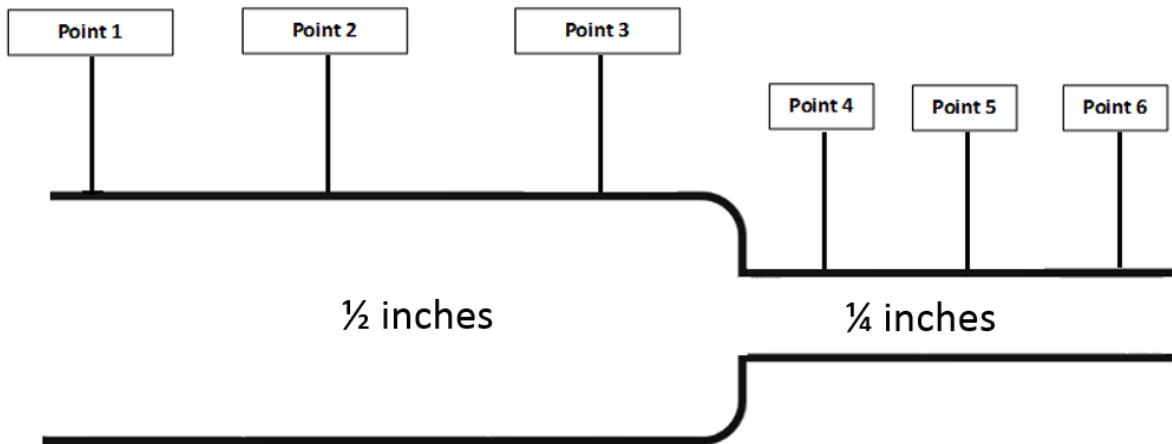 Point 1
Point 2
Point 3
Point 4
Point 5
Point 6
½ inches
¼ inches